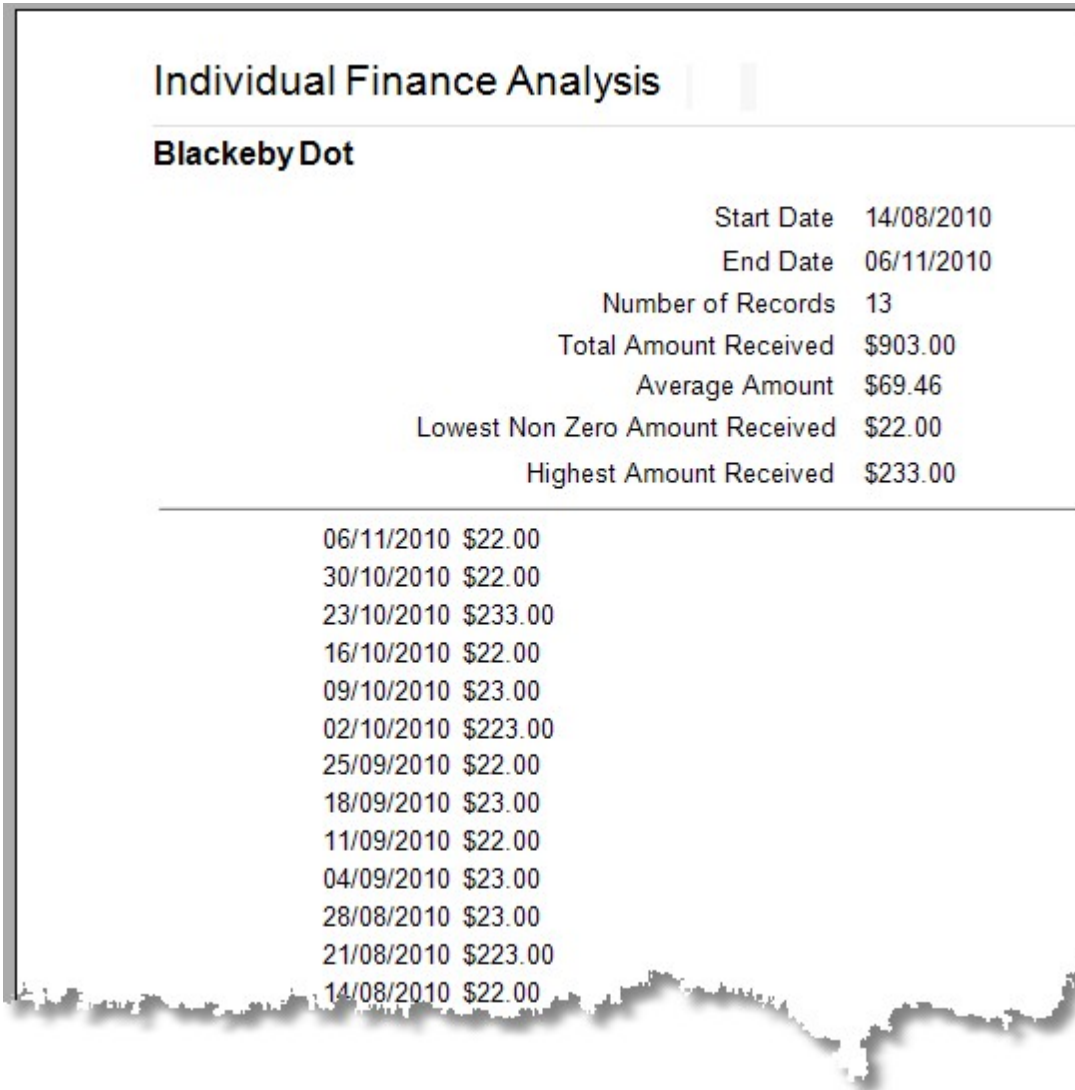 Individual Finance Analysis
Blackeby Dot
Start Date 14/08/2010
End Date 06/11/2010
Number of Records 13
Total Amount Received $903.00
Average Amount $69.46
Lowest Non Zero Amount Received $22.00
Highest Amount Received $233.00
06/11/2010 $22.00
30/10/2010 $22.00
23/10/2010 $233.00
16/10/2010 $22.00
09/10/2010 $23.00
02/10/2010 $223.00
25/09/2010 $22.00
18/09/2010 $23.00
11/09/2010 $22.00
04/09/2010 $23.00
28/08/2010 $23.00
21/08/2010 $223.00
14/08/2010 $22.00